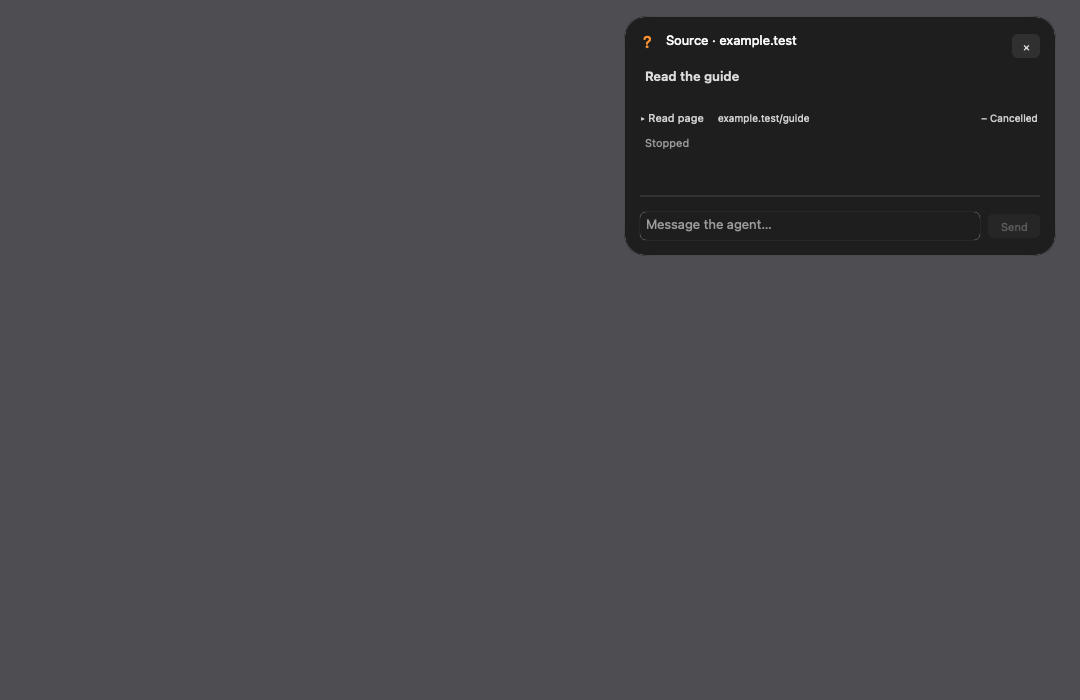 ? Source · example.test
×
Read the guide
▸ Read page example.test/guide – Cancelled
Stopped
Message the agent...
Send